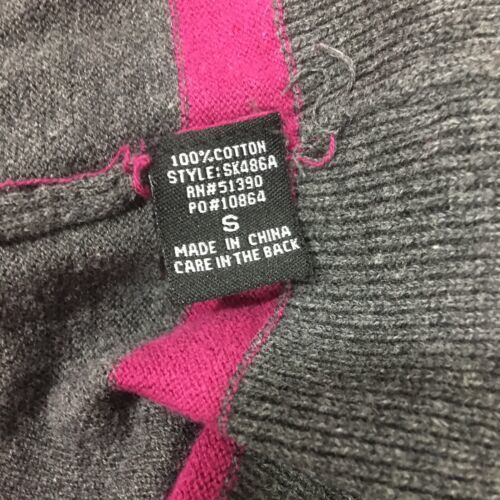 100%COTTON
STYLE:SK486A
RN#51390
PO#10864
S
MADE IN CHINA
CARE IN THE BACK